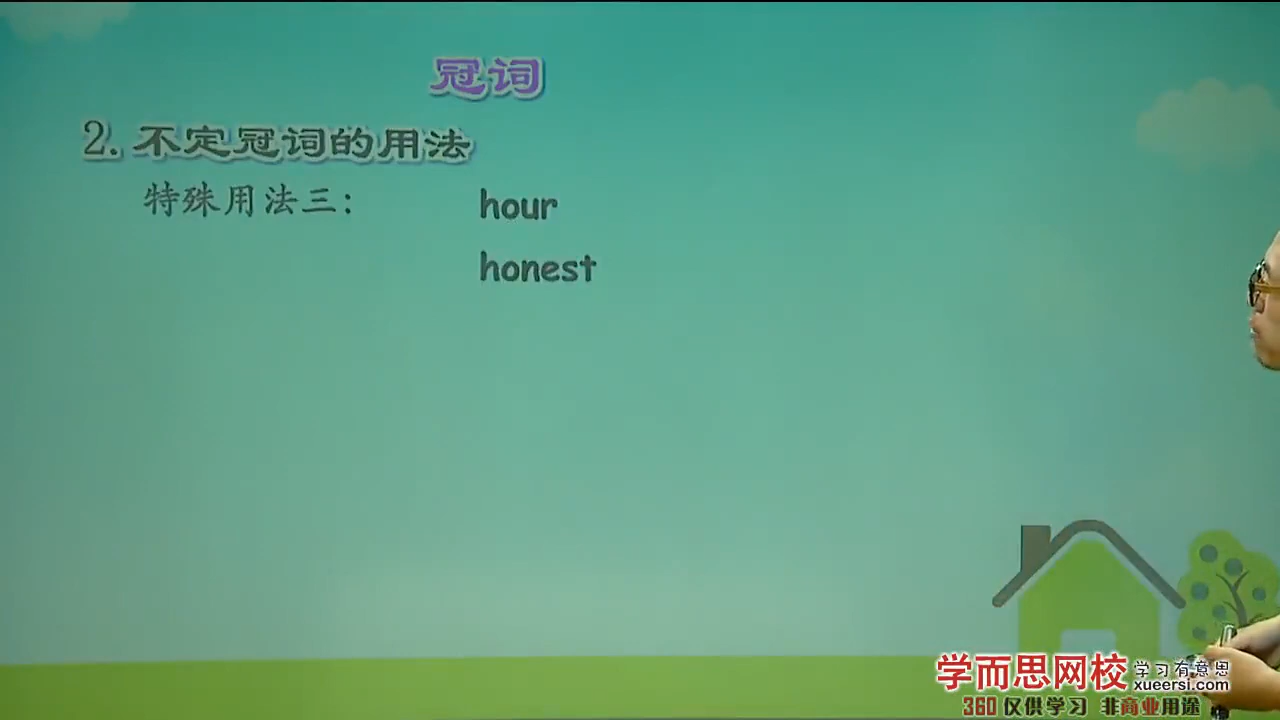 冠词
2. 不定冠词的用法
特殊用法三: hour
honest
学而思网校 学习有意思
xueersi.com
360 仅供学习 非商业用途